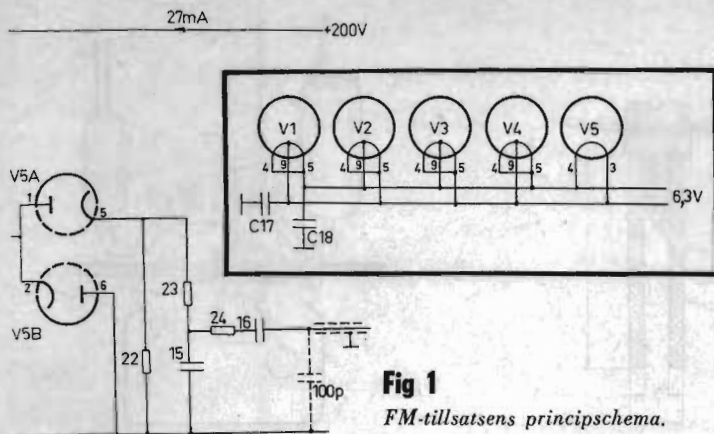 27mA
+200V
V1 V2 V3 V4 V5
4 9 5 4 9 5 4 9 5 4 9 5 4 3
6,3V
C17
C18
V5A
1
5
2
6
V5B
23
24 16
22
15
100p
Fig 1
FM-tillsatsens principschema.